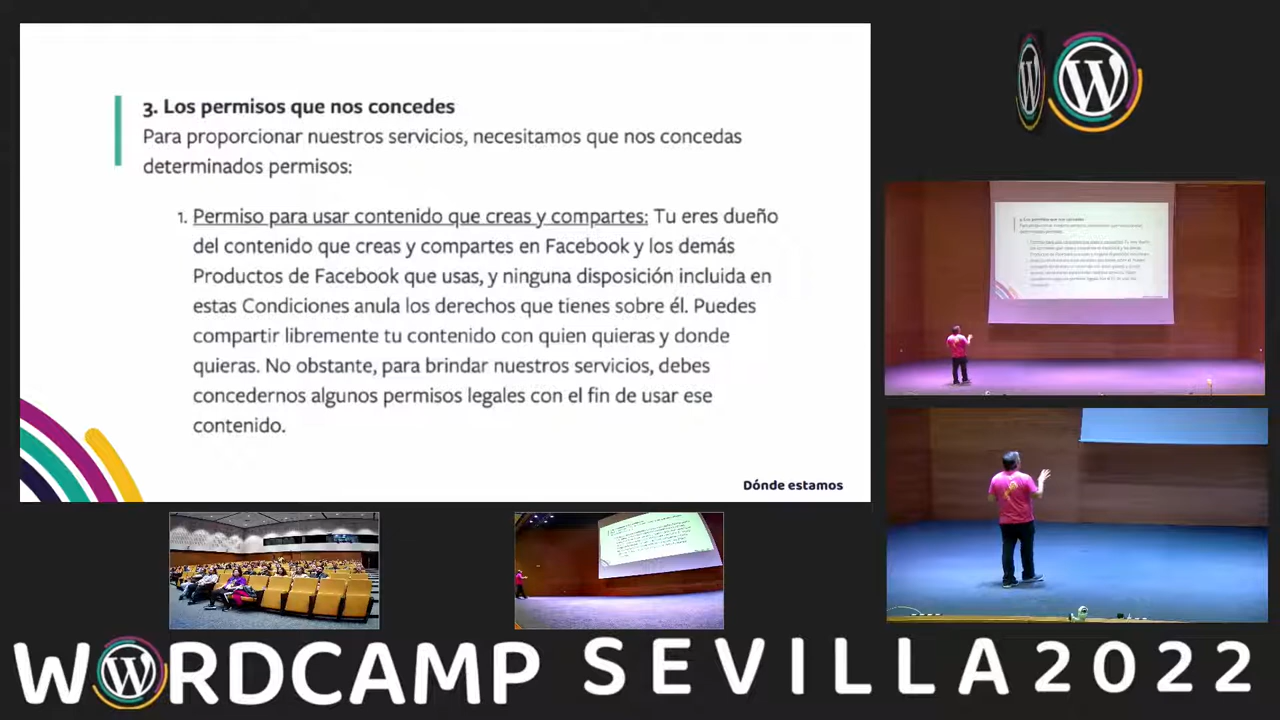 3. Los permisos que nos concedes
Para proporcionar nuestros servicios, necesitamos que nos concedas
determinados permisos:
1. Permiso para usar contenido que creas y compartes: Tu eres dueño
del contenido que creas y compartes en Facebook y los demás
Productos de Facebook que usas, y ninguna disposición incluida en
estas Condiciones anula los derechos que tienes sobre él. Puedes
compartir libremente tu contenido con quien quieras y donde
quieras. No obstante, para brindar nuestros servicios, debes
concedernos algunos permisos legales con el fin de usar ese
contenido.
Dónde estamos
WORDCAMP SEVILLA 2022